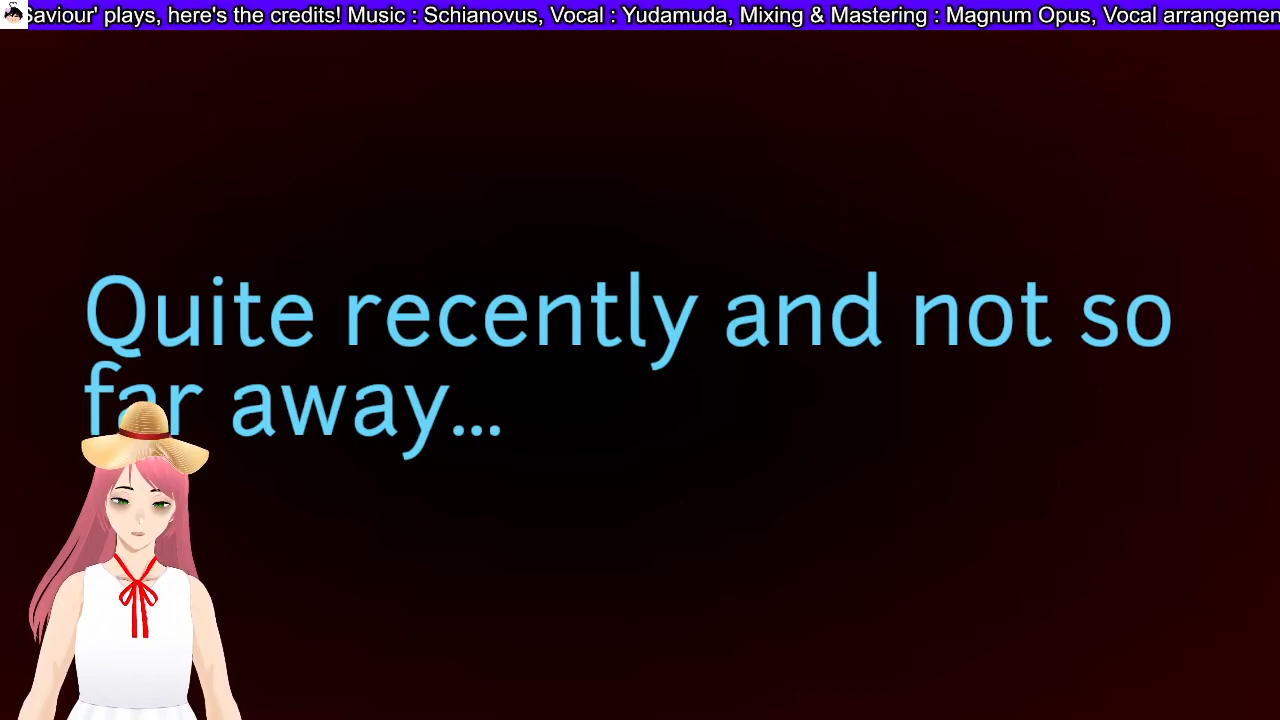 Saviour' plays, here's the credits! Music : Schianovus, Vocal : Yudamuda, Mixing & Mastering : Magnum Opus, Vocal arrangemen
Quite recently and not so
far away...